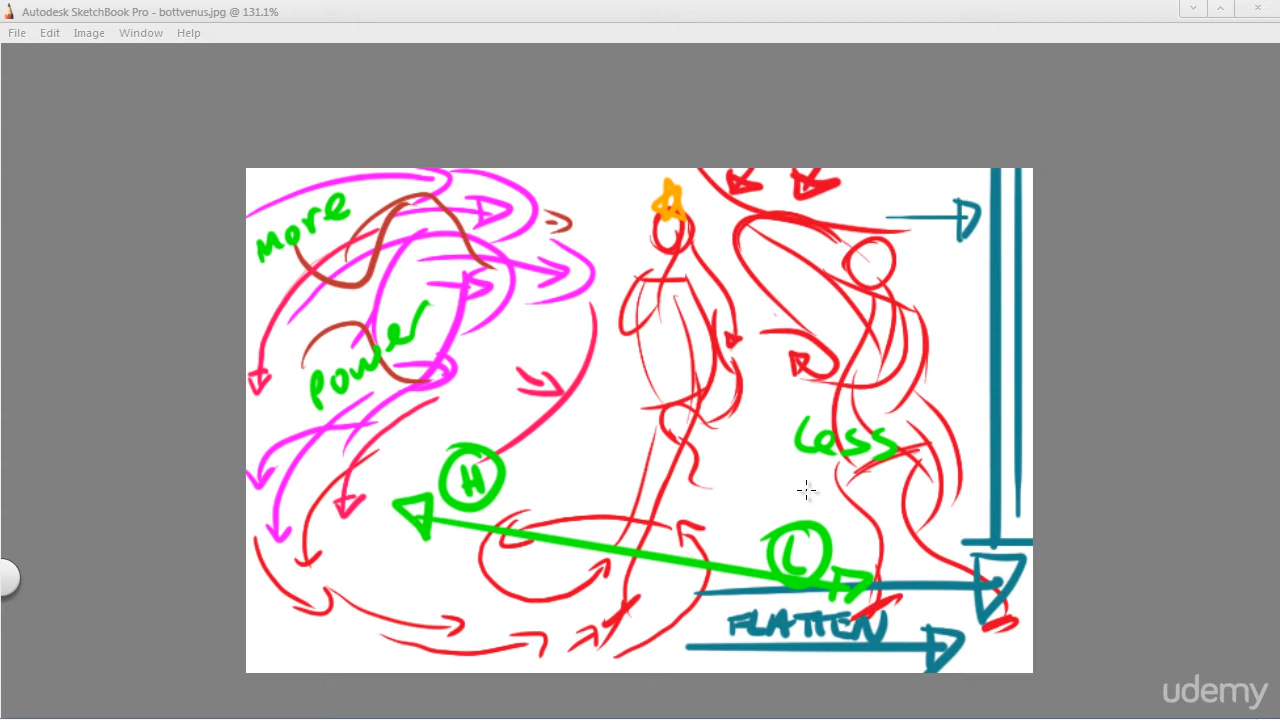 Autodesk SketchBook Pro - bottvenus.jpg @ 131.1%
File Edit Image Window Help
more
power
H
Less
L
FLATTEN
udemy